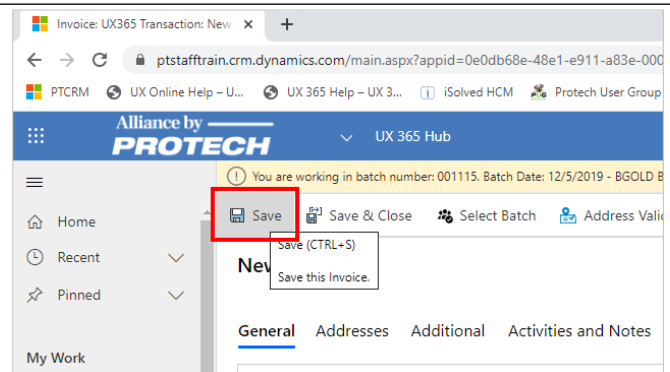 Invoice: UX365 Transaction: New
ptstafftrain.crm.dynamics.com/main.aspx?appid=0e0db68e-48e1-e911-a83e-000
PTCRM UX Online Help – U... UX 365 Help – UX 3... iSolved HCM Protech User Group
Alliance by
PROTECH UX 365 Hub
You are working in batch number: 001115. Batch Date: 12/5/2019 - BGOLD B
Home Save Save & Close Select Batch Address Valid
Save (CTRL+S)
Recent New
Save this Invoice.
Pinned
General Addresses Additional Activities and Notes
My Work